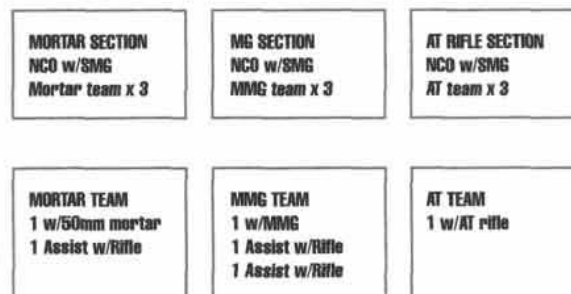 MORTAR SECTION
NCO w/SMG
Mortar team x 3
MG SECTION
NCO w/SMG
MMG team x 3
AT RIFLE SECTION
NCO w/SMG
AT team x 3
MORTAR TEAM
1 w/50mm mortar
1 Assist w/Rifle
MMG TEAM
1 w/MMG
1 Assist w/Rifle
1 Assist w/Rifle
AT TEAM
1 w/AT rifle